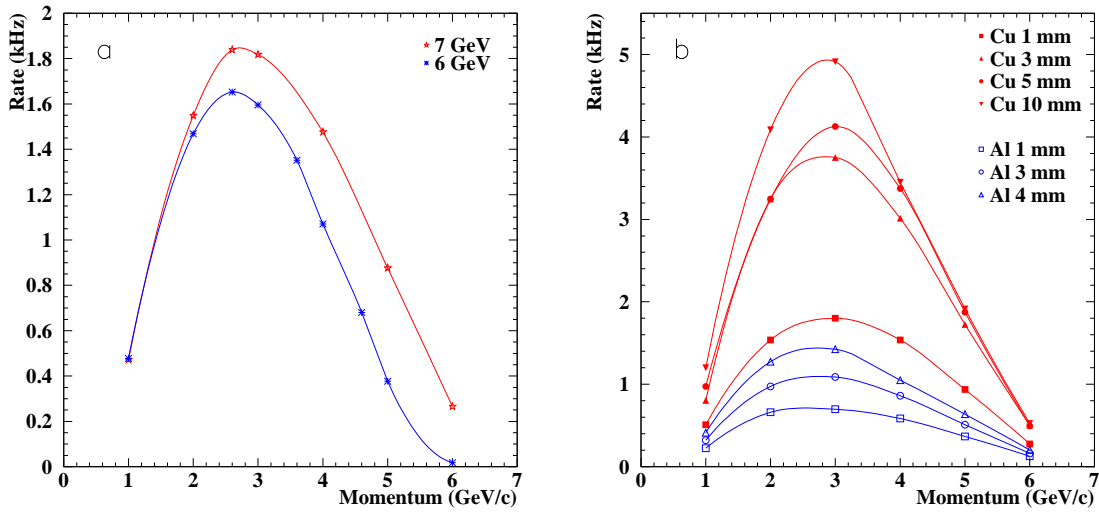 Rate (kHz)
a
7 GeV
6 GeV
2
1.8
1.6
1.4
1.2
1
0.8
0.6
0.4
0.2
0
0 1 2 3 4 5 6 7
Momentum (GeV/c)
Rate (kHz)
b
Cu 1 mm
Cu 3 mm
Cu 5 mm
Cu 10 mm
Al 1 mm
Al 3 mm
Al 4 mm
5
4
3
2
1
0
0 1 2 3 4 5 6 7
Momentum (GeV/c)